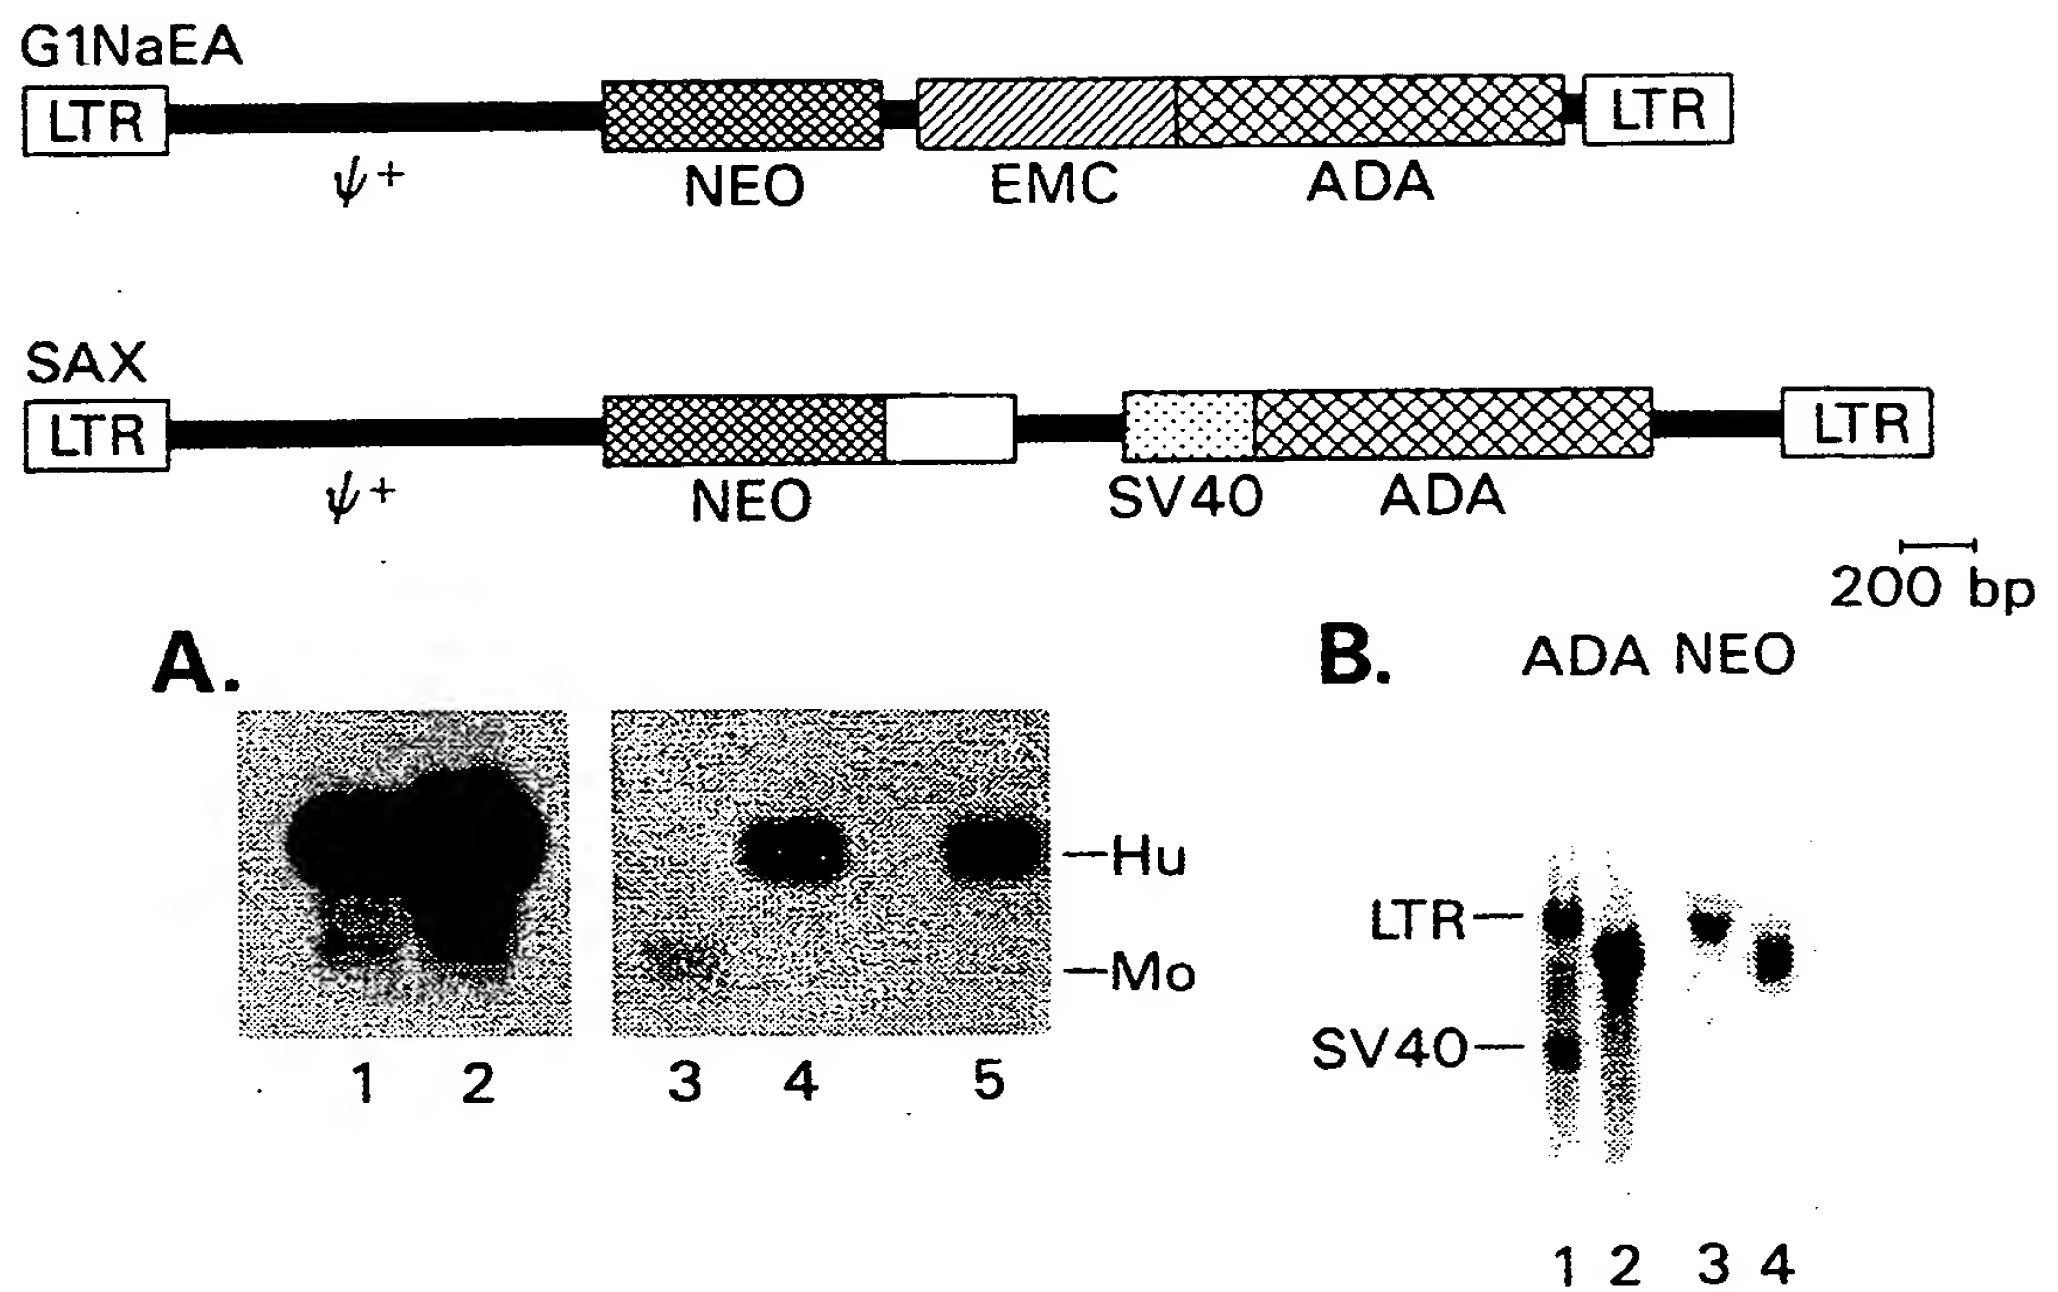 G1NaEA
LTR LTR
ψ+ NEO EMC ADA
SAX
LTR LTR
ψ+ NEO SV40 ADA
200 bp
A.
Hu
Mo
1 2 3 4 5
B. ADA NEO
LTR
SV40
1 2 3 4